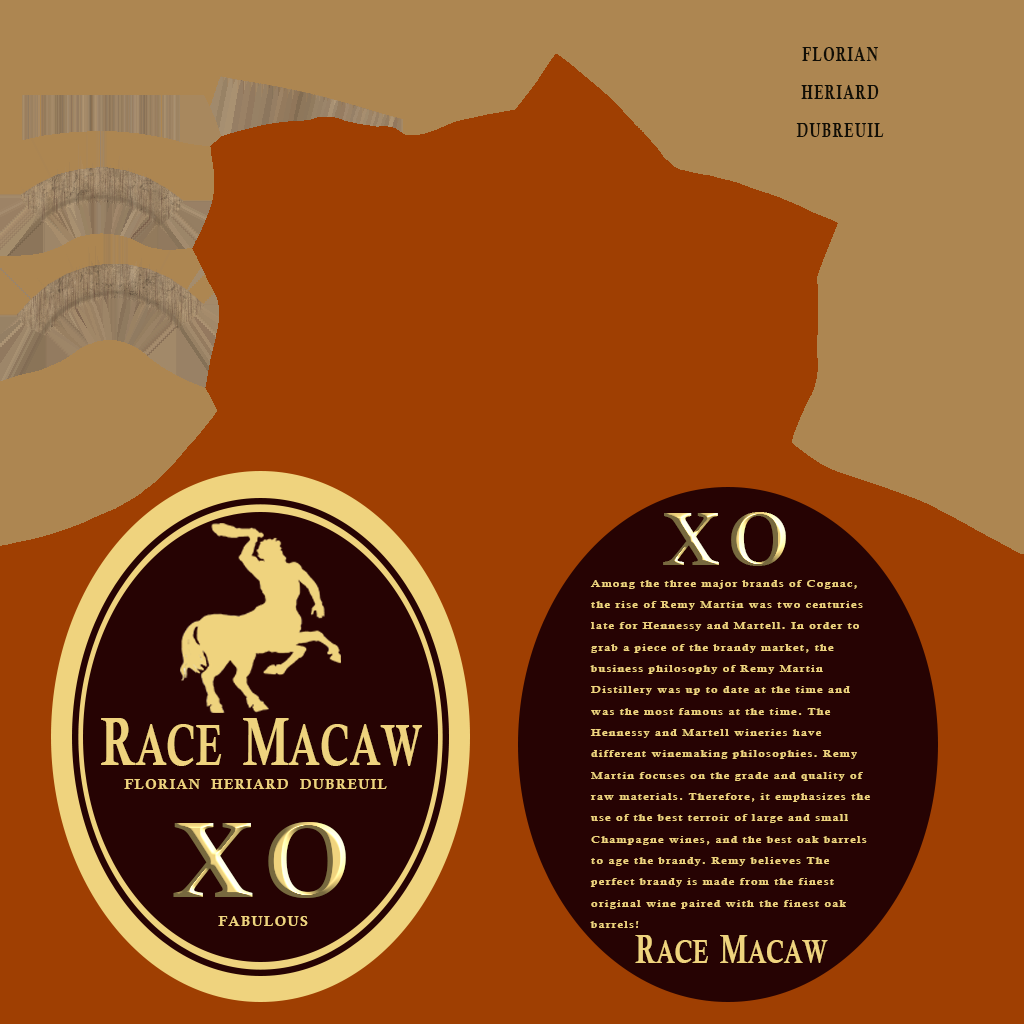 FLORIAN
HERIARD
DUBREUIL
RACE MACAW
FLORIAN HERIARD DUBREUIL
XO
FABULOUS
XO
Among the three major brands of Cognac,
the rise of Remy Martin was two centuries
late for Hennessy and Martell. In order to
grab a piece of the brandy market, the
business philosophy of Remy Martin
Distillery was up to date at the time and
was the most famous at the time. The
Hennessy and Martell wineries have
different winemaking philosophies. Remy
Martin focuses on the grade and quality of
raw materials. Therefore, it emphasizes the
use of the best terroir of large and small
Champagne wines, and the best oak barrels
to age the brandy. Remy believes The
perfect brandy is made from the finest
original wine paired with the finest oak
barrels!
RACE MACAW